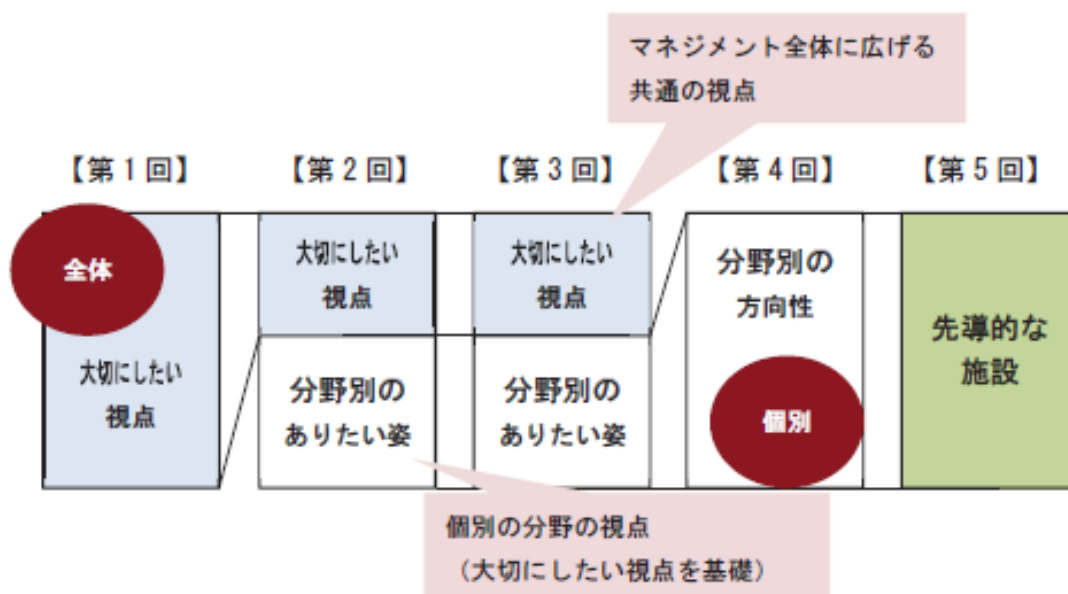 マネジメント全体に広げる
共通の視点
【第1回】
【第2回】
【第3回】
【第4回】
【第5回】
全体
大切にしたい
視点
大切にしたい
視点
分野別の
ありたい姿
大切にしたい
視点
分野別の
ありたい姿
分野別の
方向性
個別
先導的な
施設
個別の分野の視点
（大切にしたい視点を基礎）